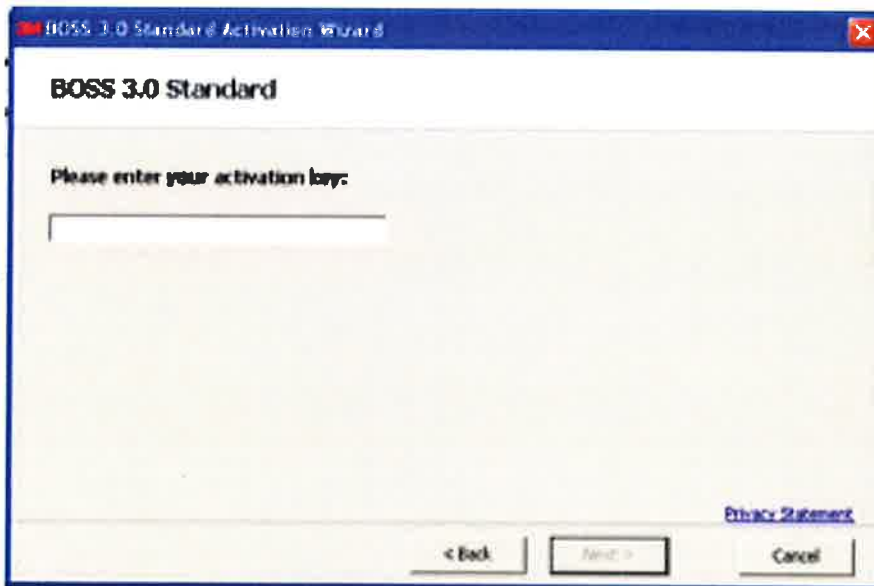 3M BOSS 3.0 Standard Activation Wizard
BOSS 3.0 Standard
Please enter your activation key:
Privacy Statement
< Back Next > Cancel